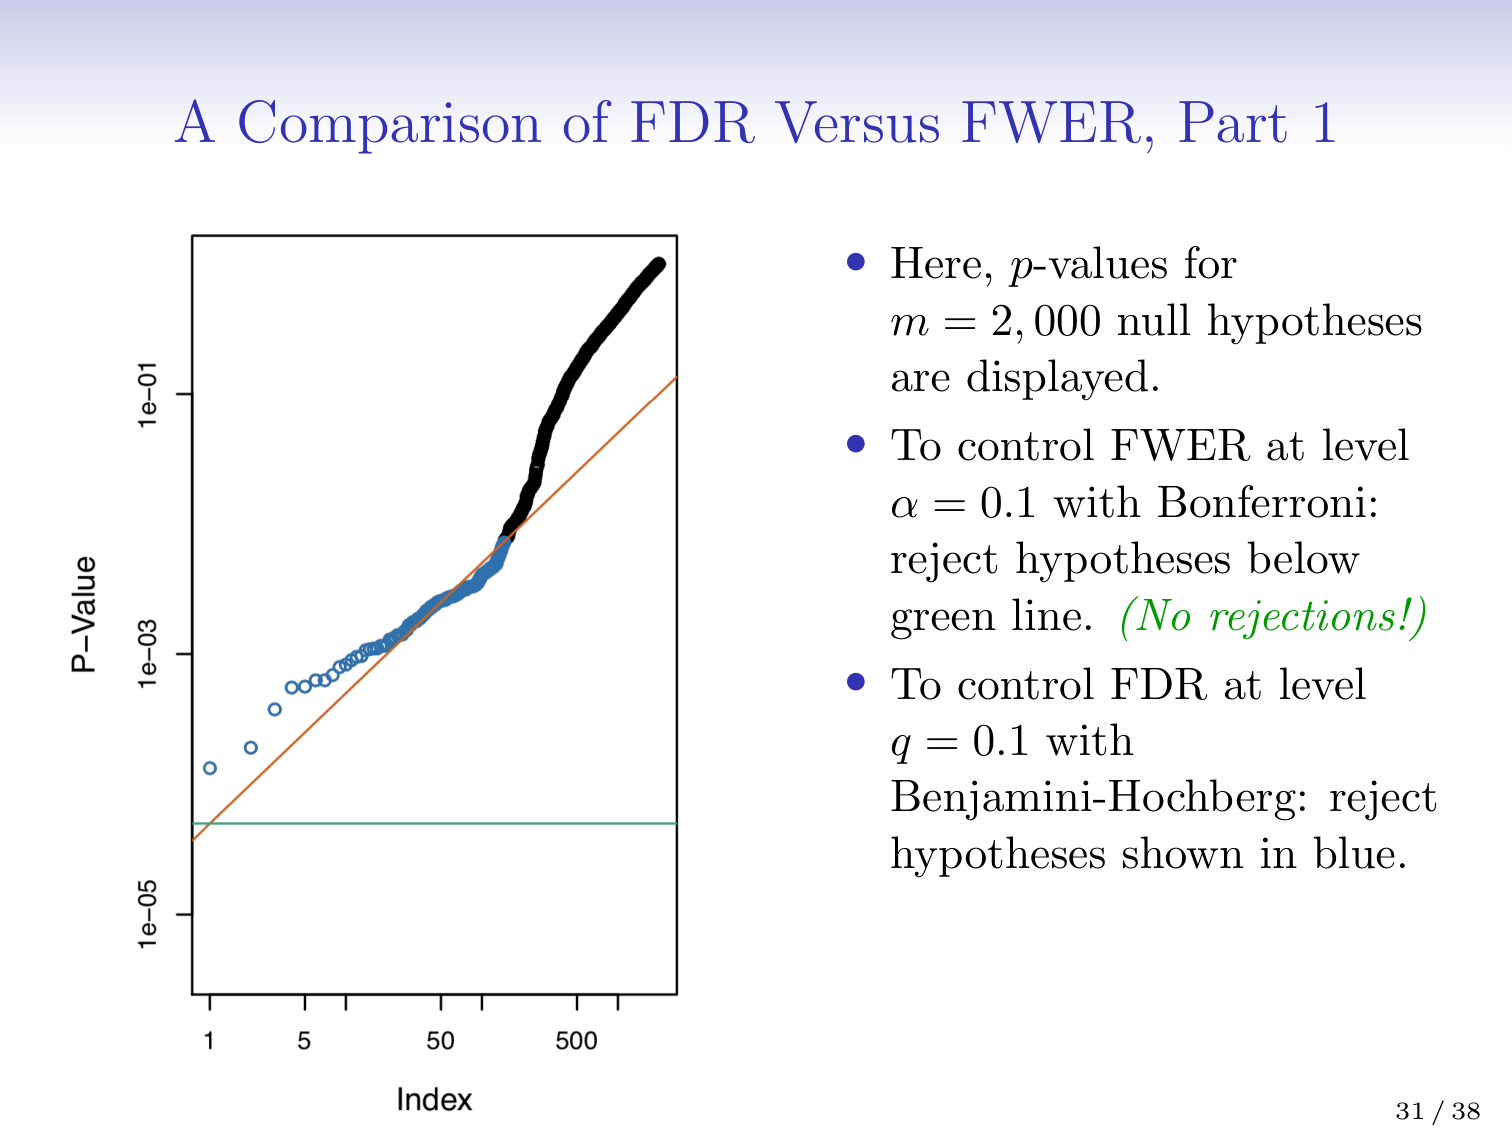 A Comparison of FDR Versus FWER, Part 1
P−Value
1e−01
1e−03
1e−05
1 5 50 500
Index
• Here, p-values for
m = 2, 000 null hypotheses
are displayed.
• To control FWER at level
α = 0.1 with Bonferroni:
reject hypotheses below
green line. (No rejections!)
• To control FDR at level
q = 0.1 with
Benjamini-Hochberg: reject
hypotheses shown in blue.
31 / 38